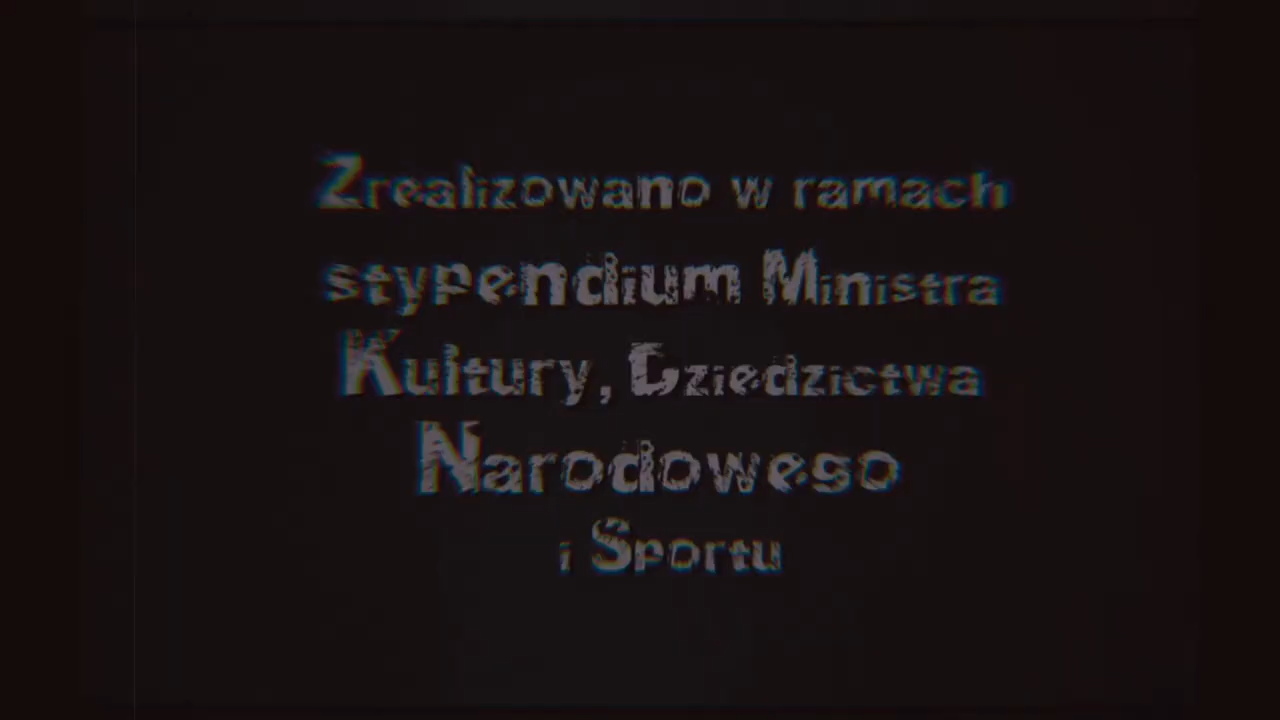 Zrealizowano w ramach
stypendium Ministra
Kultury, Dziedzictwa
Narodowego
i Sportu